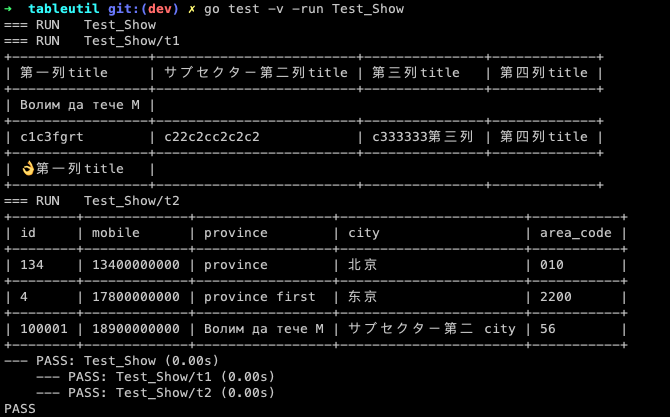 ➜  tableutil git:(dev) ✗ go test -v -run Test_Show
=== RUN   Test_Show
=== RUN   Test_Show/t1
+-----------------+-------------------------+---------------+-------------+
| 第一列title     | サブセクター第二列title | 第三列title   | 第四列title |
+-----------------+-------------------------+---------------+-------------+
| Волим да тече М |
+-----------------+-------------------------+---------------+-------------+
| c1c3fgrt        | c22c2cc2c2c2            | c333333第三列 | 第四列title |
+-----------------+-------------------------+---------------+-------------+
| 👌第一列title   |
+-----------------+-------------------------+---------------+-------------+
=== RUN   Test_Show/t2
+--------+-------------+-----------------+-----------------------+-----------+
| id     | mobile      | province        | city                  | area_code |
+--------+-------------+-----------------+-----------------------+-----------+
| 134    | 13400000000 | province        | 北京                  | 010       |
+--------+-------------+-----------------+-----------------------+-----------+
| 4      | 17800000000 | province first  | 东京                  | 2200      |
+--------+-------------+-----------------+-----------------------+-----------+
| 100001 | 18900000000 | Волим да тече М | サブセクター第二 city | 56        |
+--------+-------------+-----------------+-----------------------+-----------+
--- PASS: Test_Show (0.00s)
    --- PASS: Test_Show/t1 (0.00s)
    --- PASS: Test_Show/t2 (0.00s)
PASS